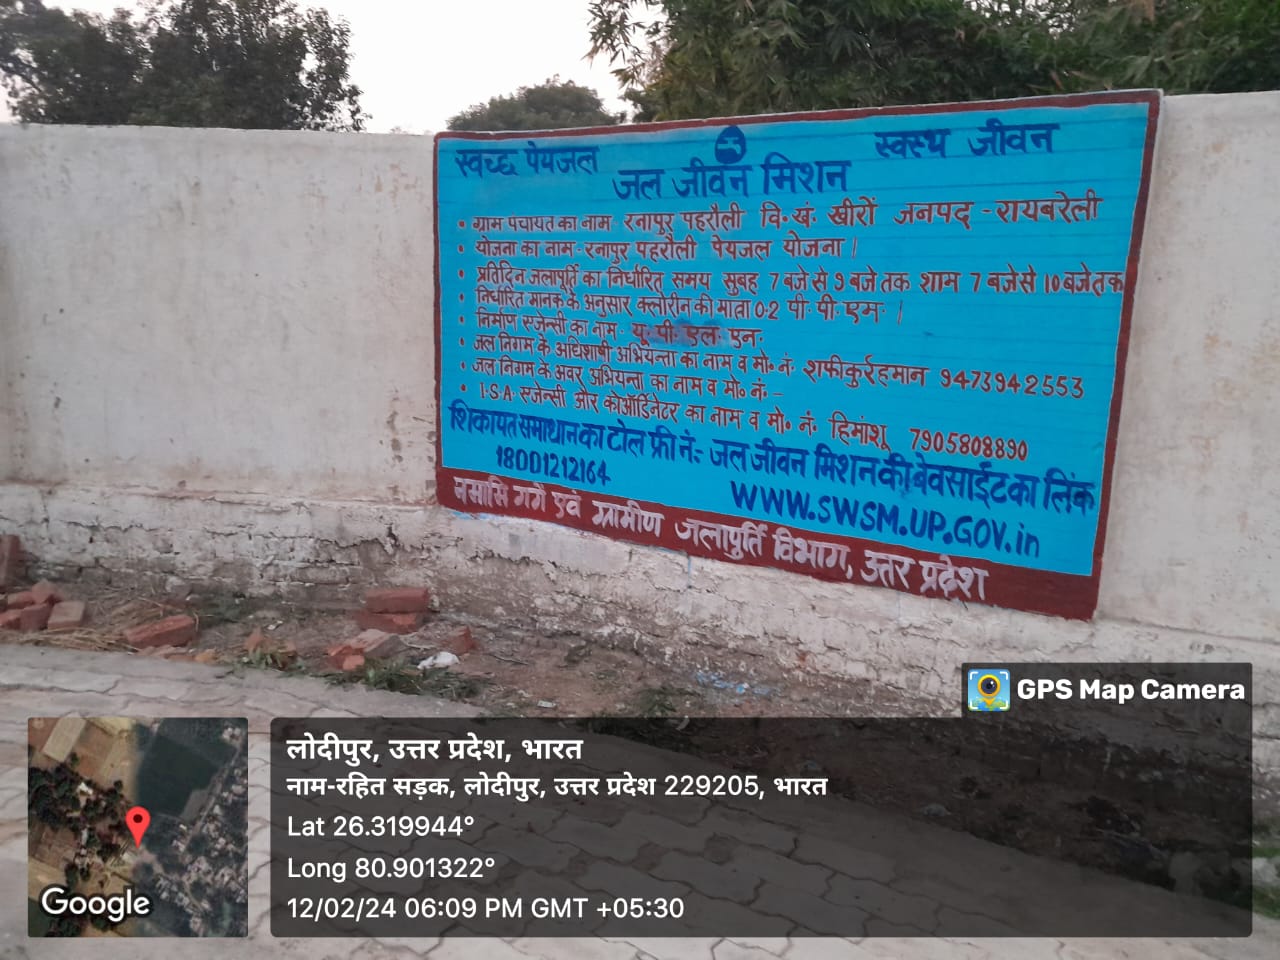 स्वच्छ पेयजल
स्वस्थ जीवन
जल जीवन मिशन
• ग्राम पंचायत का नाम रनापुर पहरौली वि॰ खं॰ खीरों जनपद - रायबरेली
• योजना का नाम - रनापुर पहरौली पेयजल योजना।
• प्रतिदिन जलापूर्ति का निर्धारित समय सुबह 7 बजे से 9 बजे तक शाम 7 बजे से 10 बजे तक
• निर्धारित मानक के अनुसार क्लोरीन की मात्रा 0.2 पी॰ पी॰ एम॰ ।
• निर्माण एजेन्सी का नाम - यू॰ पी॰ एल॰ एन॰
• जल निगम के अधिशाषी अभियन्ता का नाम व मो॰ नं॰ शफीकुर्रहमान 9473942553
• जल निगम के अवर अभियन्ता का नाम व मो॰ नं॰ -
• I.S.A. एजेन्सी और कोऑर्डिनेटर का नाम व मो॰ नं॰ हिमांशू 7905808890
शिकायत समाधान का टोल फ्री नं॰:- जल जीवन मिशन की बेवसाईट का लिंक
18001212164
WWW.SWSM.UP.GOV.in
नमामि गंगे एवं ग्रामीण जलापुर्ति विभाग, उत्तर प्रदेश
GPS Map Camera
लोदीपुर, उत्तर प्रदेश, भारत
नाम-रहित सड़क, लोदीपुर, उत्तर प्रदेश 229205, भारत
Lat 26.319944°
Long 80.901322°
12/02/24 06:09 PM GMT +05:30
Google